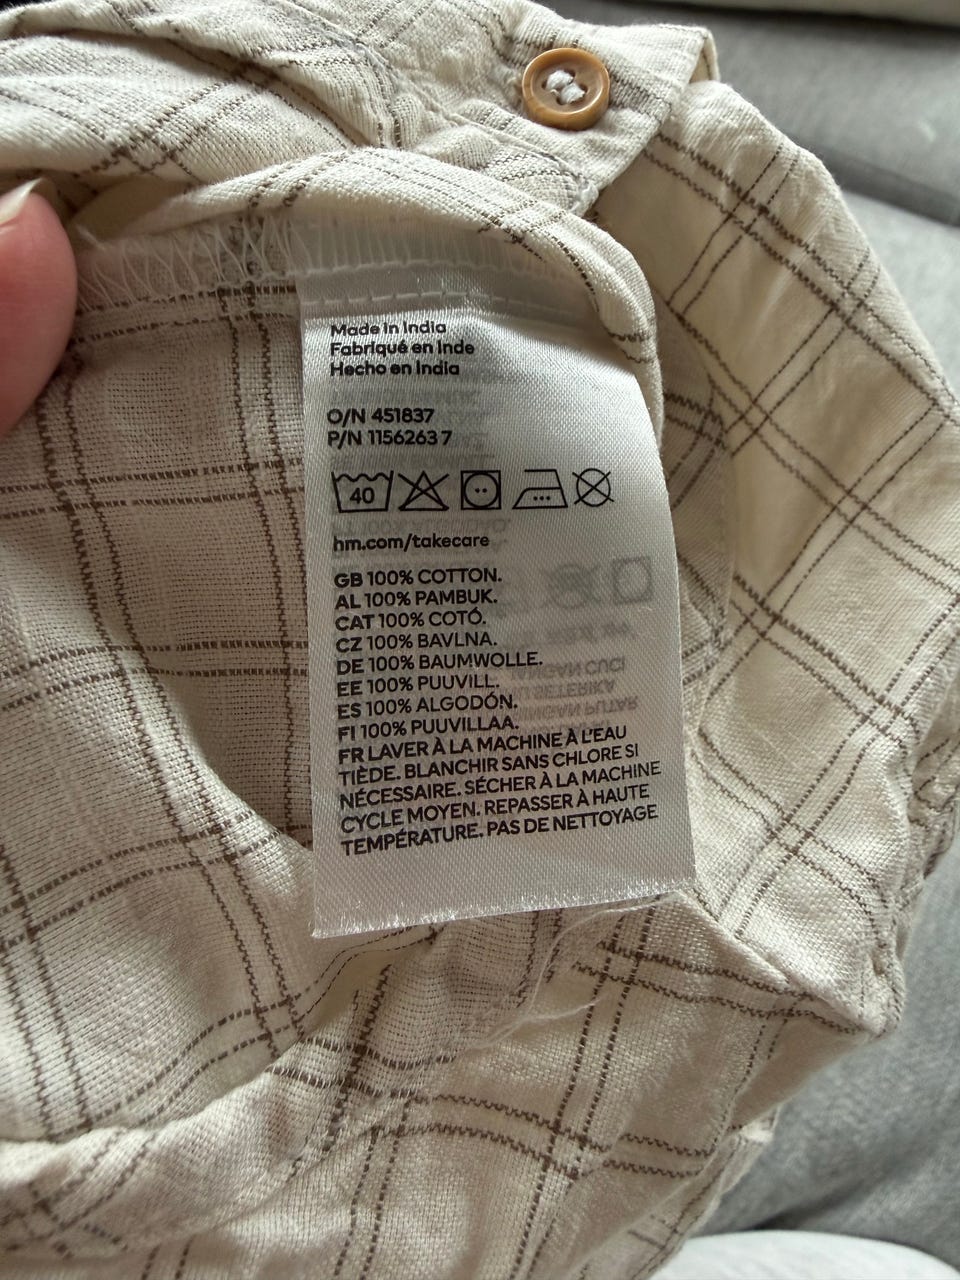 Made in India
Fabriqué en Inde
Hecho en India
O/N 451837
P/N 1156263 7
40
hm.com/takecare
GB 100% COTTON.
AL 100% PAMBUK.
CAT 100% COTÓ.
CZ 100% BAVLNA.
DE 100% BAUMWOLLE.
EE 100% PUUVILL.
ES 100% ALGODÓN.
FI 100% PUUVILLAA.
FR LAVER À LA MACHINE À L'EAU
TIÈDE. BLANCHIR SANS CHLORE SI
NÉCESSAIRE. SÉCHER À LA MACHINE
CYCLE MOYEN. REPASSER À HAUTE
TEMPÉRATURE. PAS DE NETTOYAGE